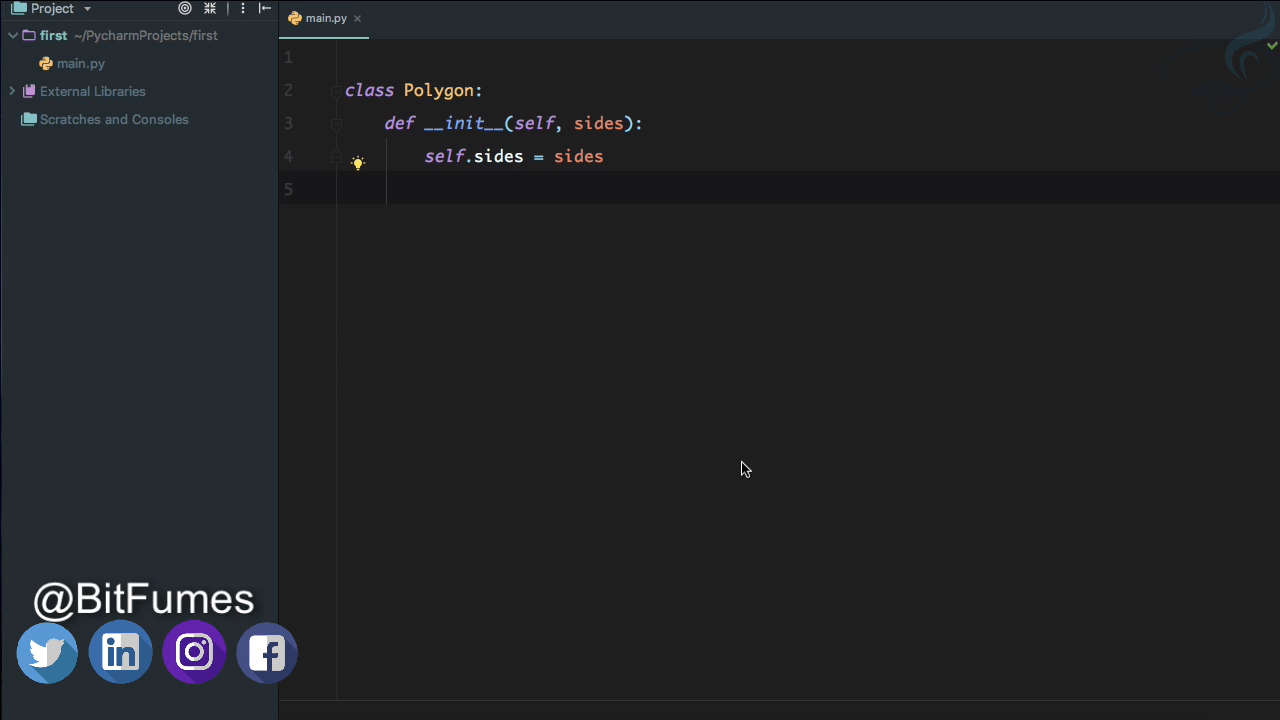 Project
main.py
first ~/PycharmProjects/first
main.py
External Libraries
Scratches and Consoles
1
2 class Polygon:
3 def __init__(self, sides):
4 self.sides = sides
5
@BitFumes
in
f